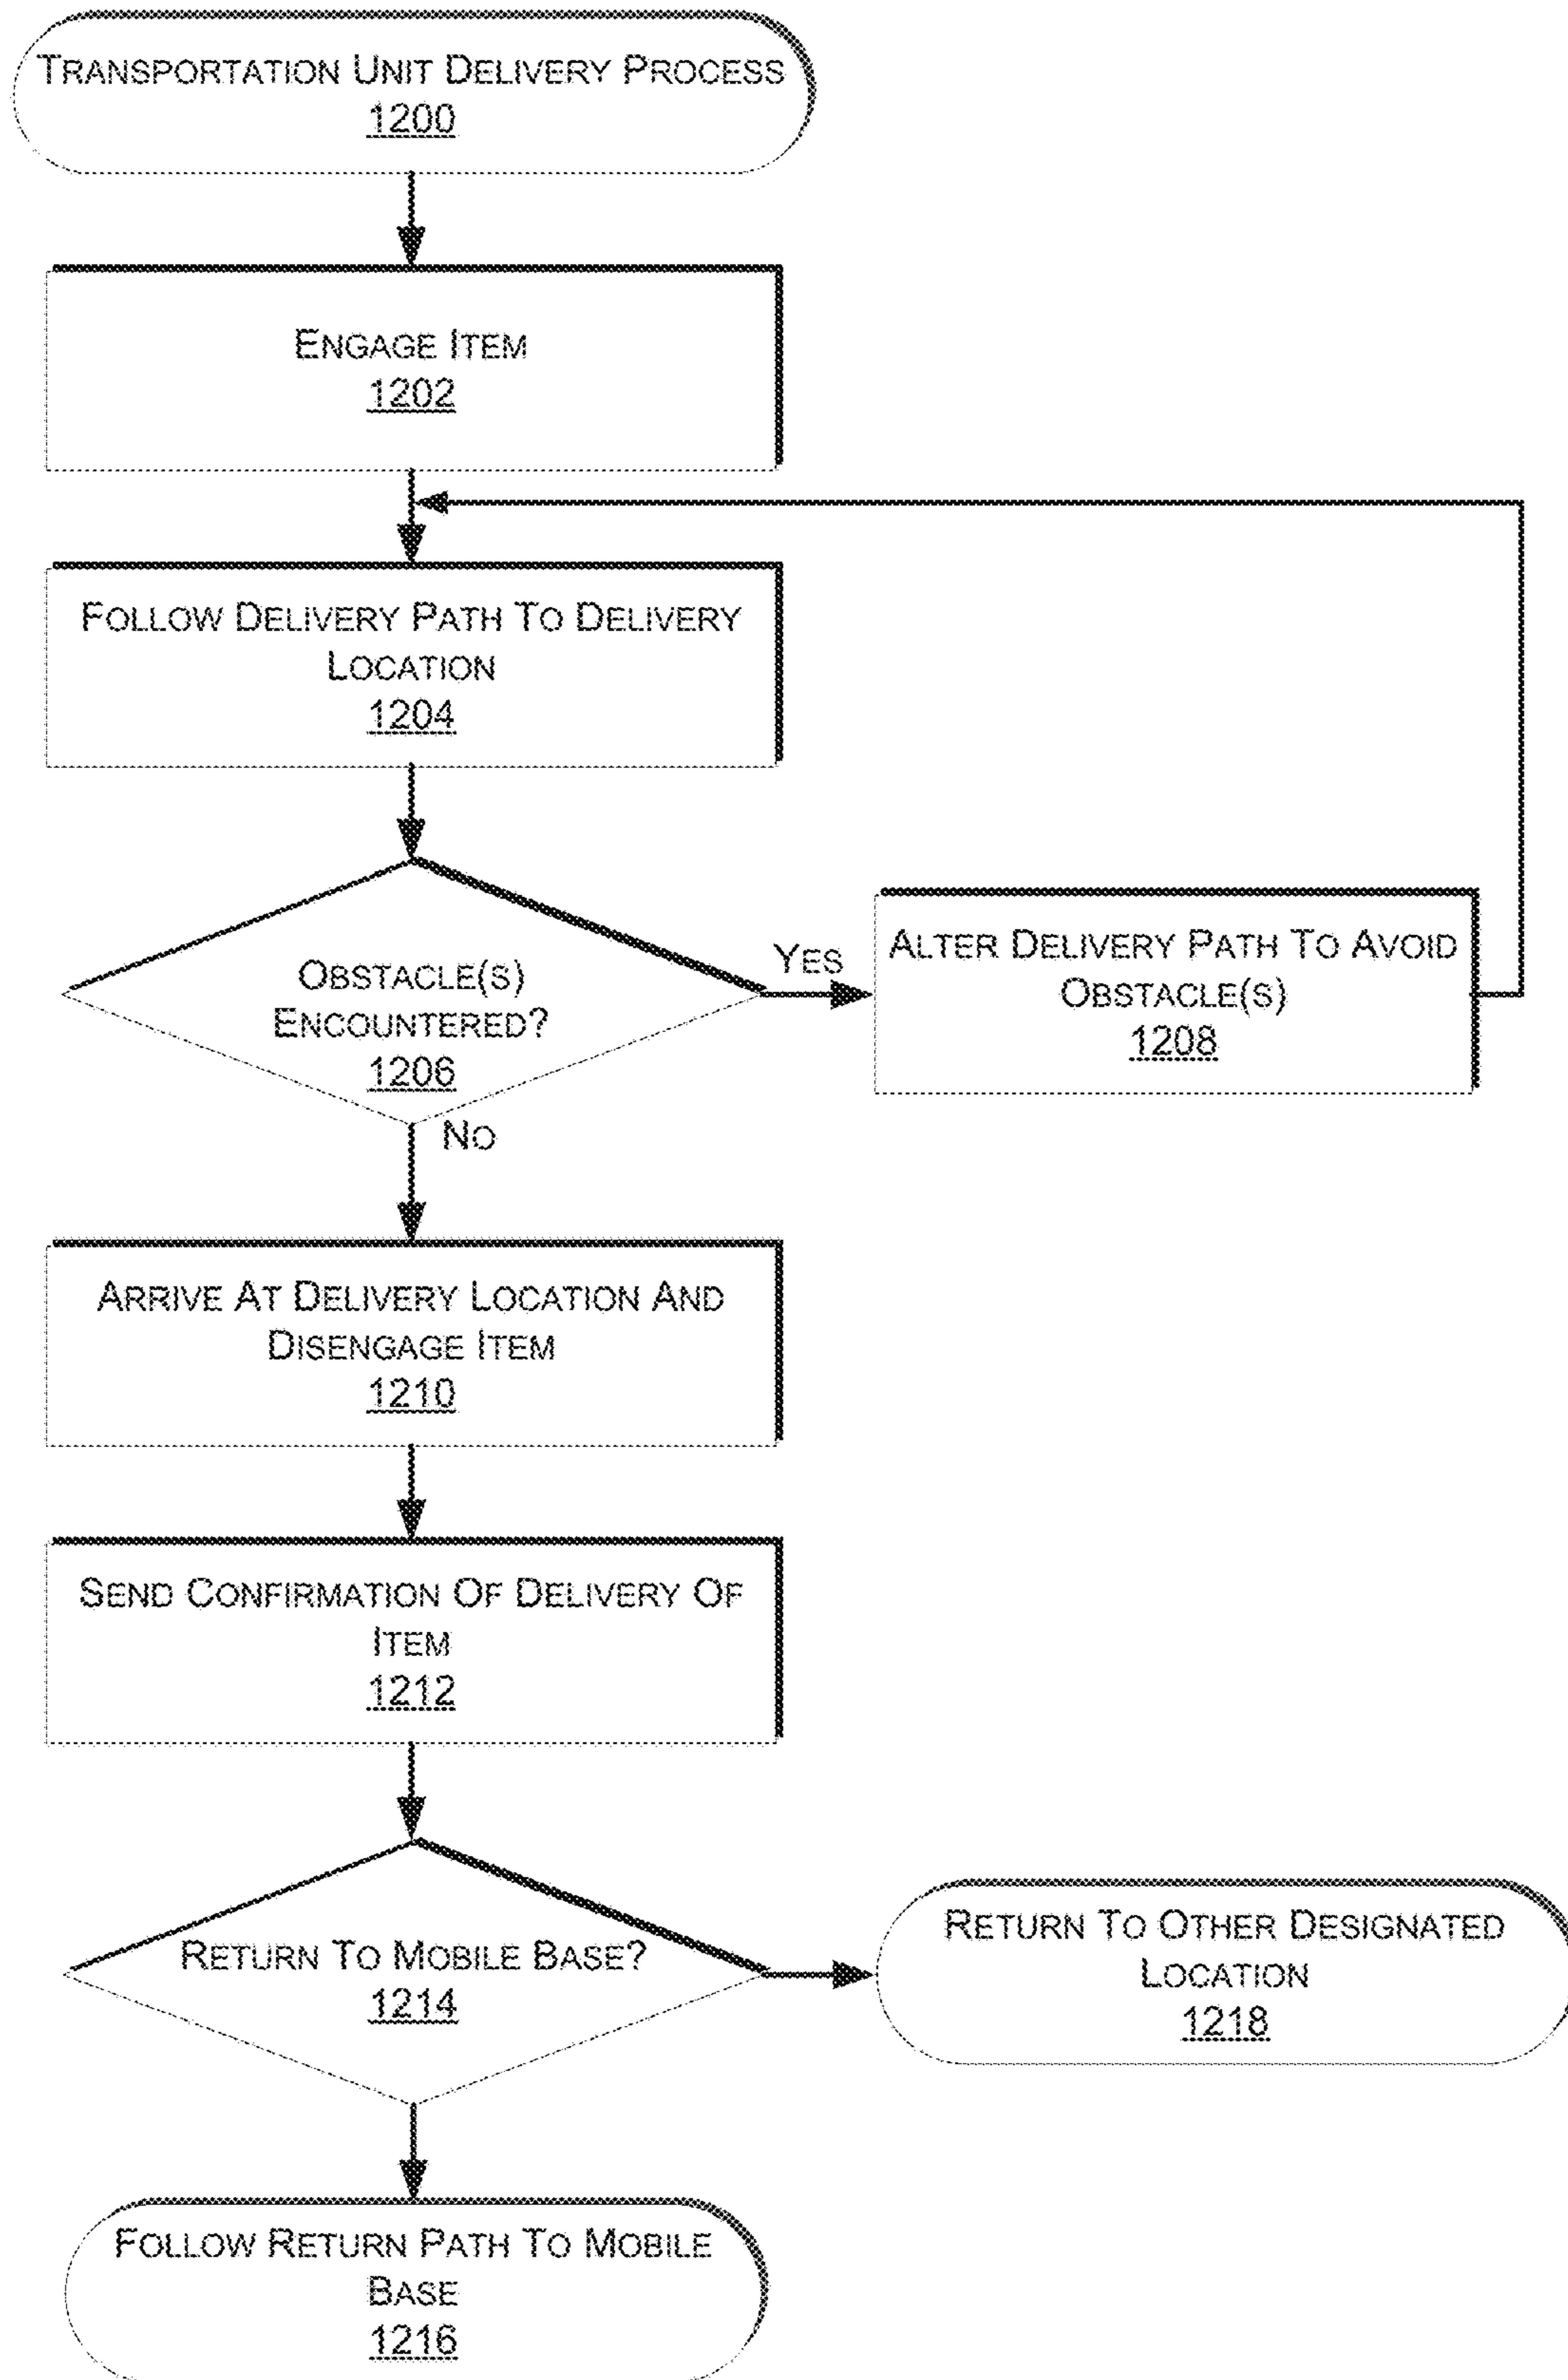 TRANSPORTATION UNIT DELIVERY PROCESS
1200
ENGAGE ITEM
1202
FOLLOW DELIVERY PATH TO DELIVERY
LOCATION
1204
OBSTACLE(S)
ENCOUNTERED?
1206
YES
ALTER DELIVERY PATH TO AVOID
OBSTACLE(S)
1208
NO
ARRIVE AT DELIVERY LOCATION AND
DISENGAGE ITEM
1210
SEND CONFIRMATION OF DELIVERY OF
ITEM
1212
RETURN TO MOBILE BASE?
1214
RETURN TO OTHER DESIGNATED
LOCATION
1218
FOLLOW RETURN PATH TO MOBILE
BASE
1216